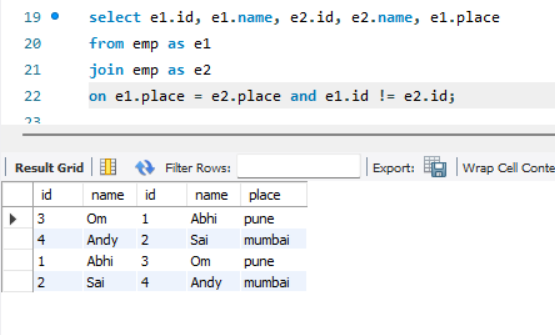 19 select e1.id, e1.name, e2.id, e2.name, e1.place
20 from emp as e1
21 join emp as e2
22 on e1.place = e2.place and e1.id != e2.id;
23
Result Grid Filter Rows: Export: Wrap Cell Conte
id name id name place
3 Om 1 Abhi pune
4 Andy 2 Sai mumbai
1 Abhi 3 Om pune
2 Sai 4 Andy mumbai